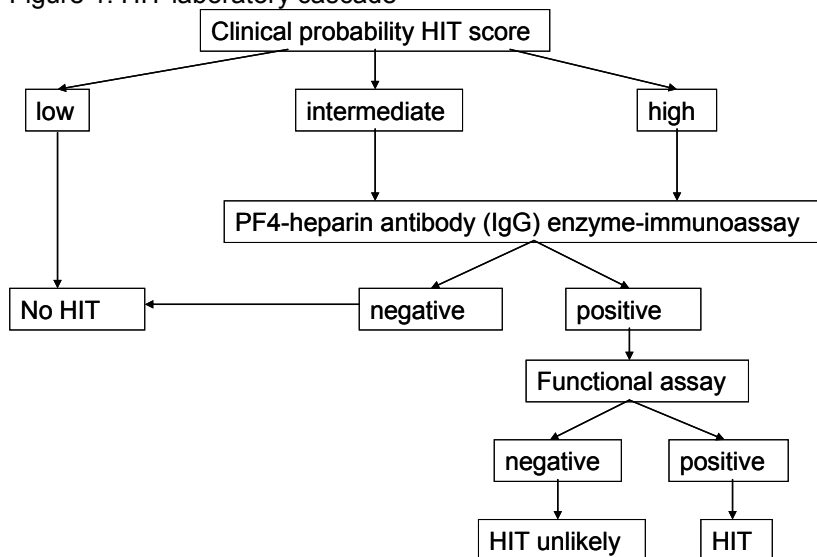 Figure 1: HIT laboratory cascade
Clinical probability HIT score
low
intermediate
high
PF4-heparin antibody (IgG) enzyme-immunoassay
No HIT
negative
positive
Functional assay
negative
positive
HIT unlikely
HIT